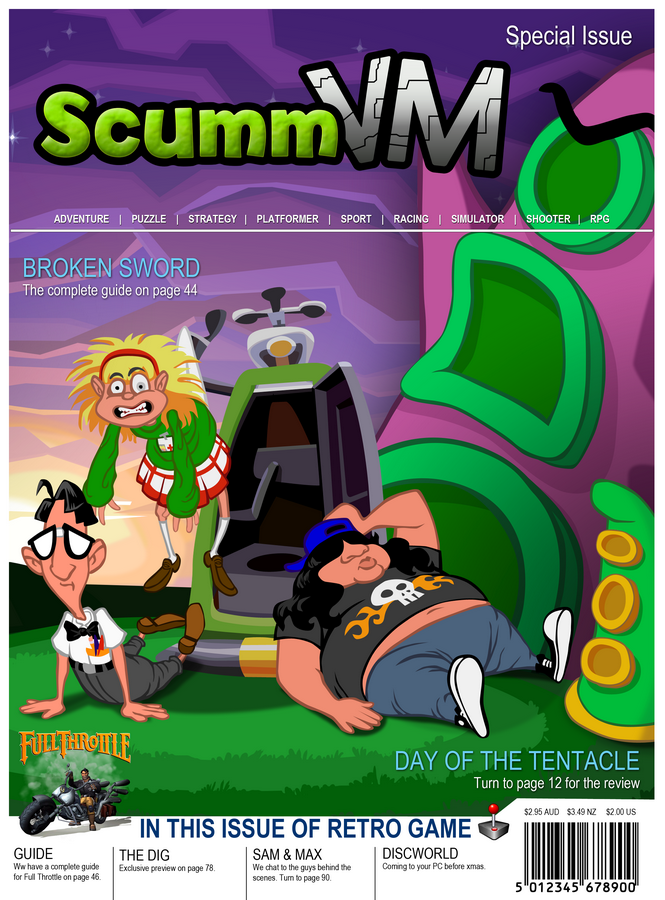 Special Issue
ScummVM
ADVENTURE | PUZZLE | STRATEGY | PLATFORMER | SPORT | RACING | SIMULATOR | SHOOTER | RPG
BROKEN SWORD
The complete guide on page 44
FULL THROTTLE
DAY OF THE TENTACLE
Turn to page 12 for the review
IN THIS ISSUE OF RETRO GAME
$2.95 AUD $3.49 NZ $2.00 US
GUIDE
Ww have a complete guide
for Full Throttle on page 46.
THE DIG
Exclusive preview on page 78.
SAM & MAX
We chat to the guys behind the
scenes. Turn to page 90.
DISCWORLD
Coming to your PC before xmas.
5 012345 678900